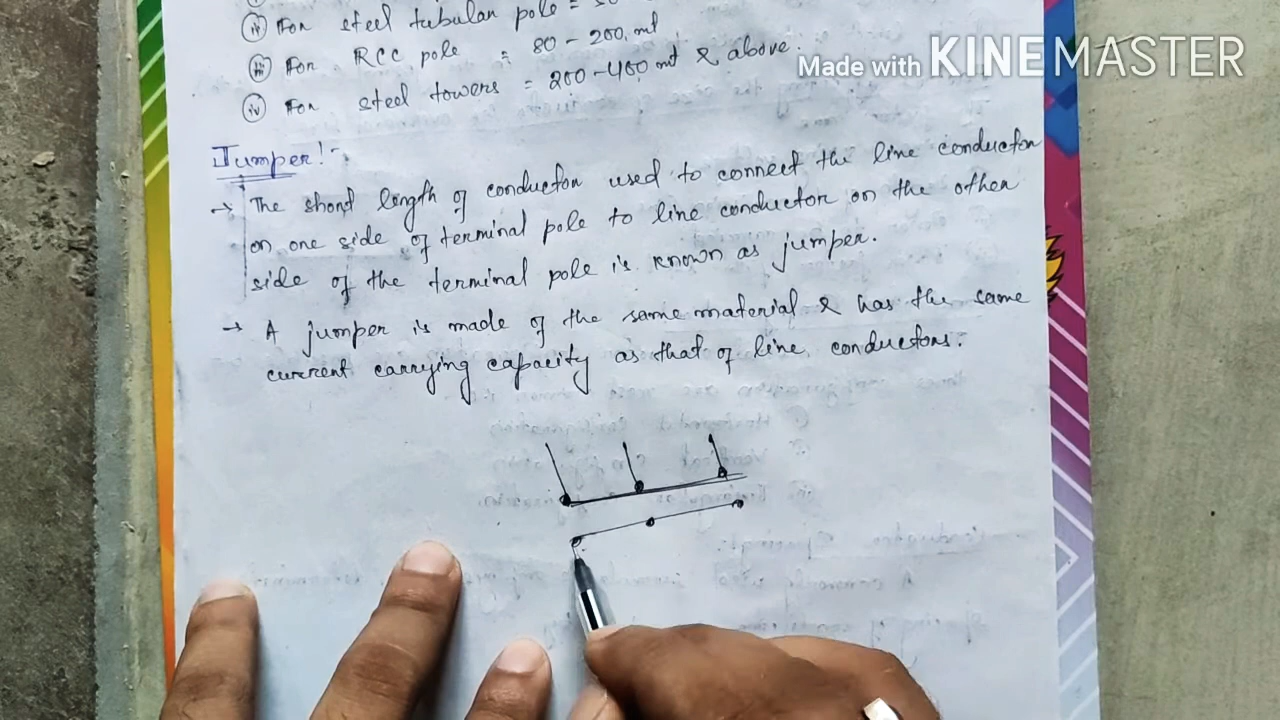 (ii) For steel tubular pole =
Made with KINEMASTER
(iii) For RCC pole = 80 - 200, mt
(iv) For steel towers = 200-400 mt & above.
Jumper:-
→ The short length of conductor used to connect the line conductor
on one side of terminal pole to line conductor on the other
side of the terminal pole is known as jumper.
→ A jumper is made of the same material & has the same
current carrying capacity as that of line conductors.